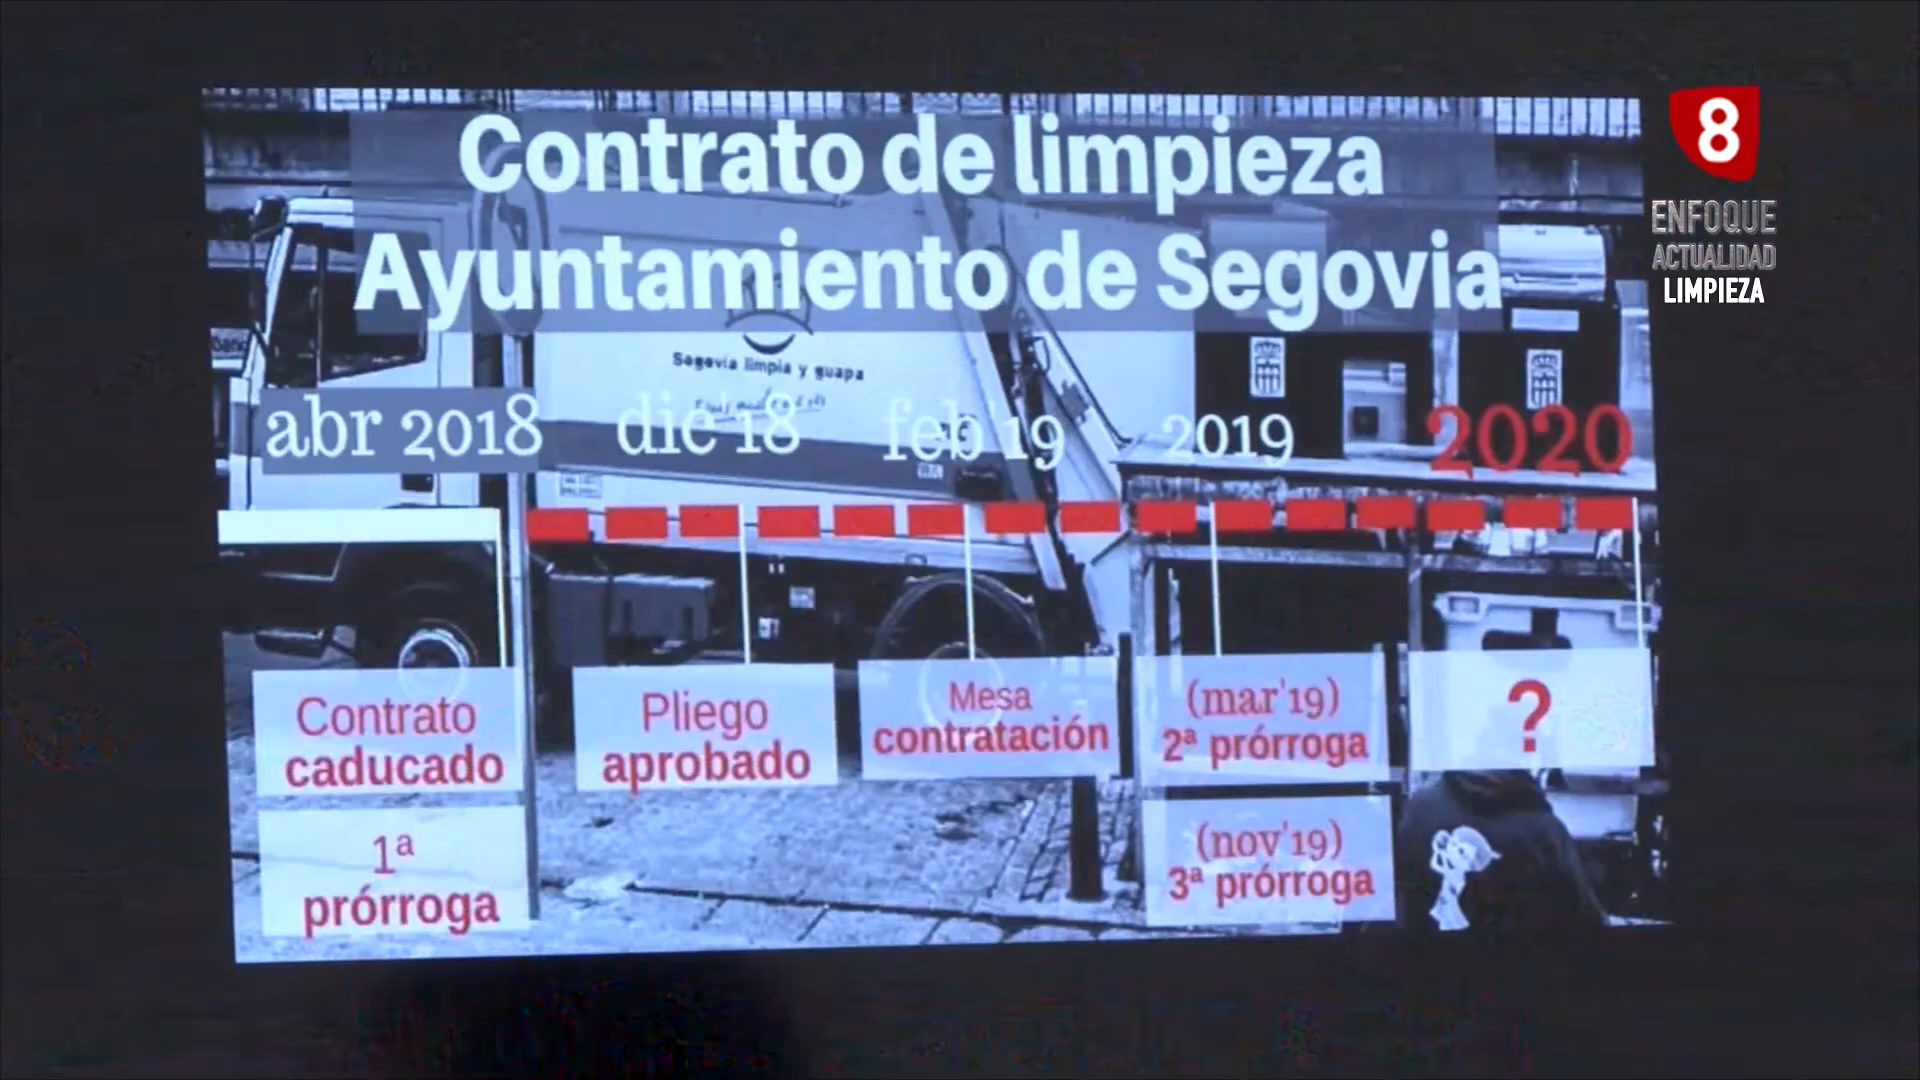 Contrato de limpieza
Ayuntamiento de Segovia
8
ENFOQUE
ACTUALIDAD
LIMPIEZA
Segovia limpia y guapa
abr 2018
dic'18
feb'19
2019
2020
Contrato
caducado
1ª
prórroga
Pliego
aprobado
Mesa
contratación
(mar'19)
2ª prórroga
(nov'19)
3ª prórroga
?